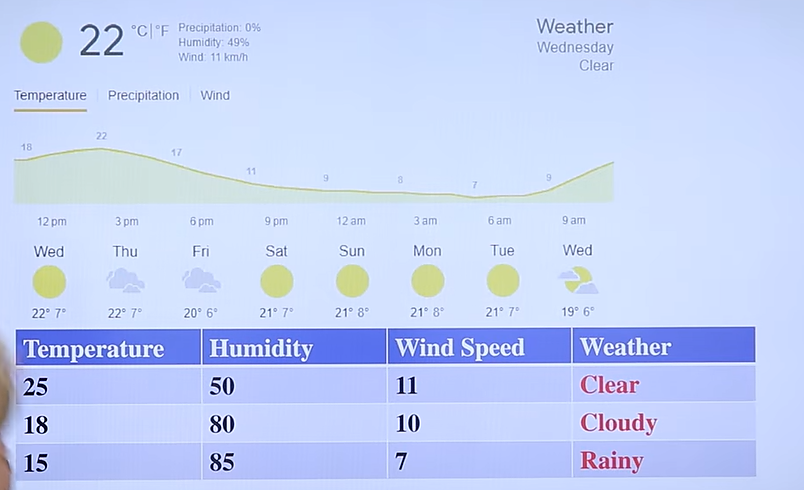 22 °C|°F
Precipitation: 0%
Humidity: 49%
Wind: 11 km/h
Weather
Wednesday
Clear
Temperature Precipitation Wind
18 22 17 11 9 8 7 9
12 pm 3 pm 6 pm 9 pm 12 am 3 am 6 am 9 am
Wed Thu Fri Sat Sun Mon Tue Wed
22° 7° 22° 7° 20° 6° 21° 7° 21° 8° 21° 8° 21° 7° 19° 6°
Temperature Humidity Wind Speed Weather
25 50 11 Clear
18 80 10 Cloudy
15 85 7 Rainy